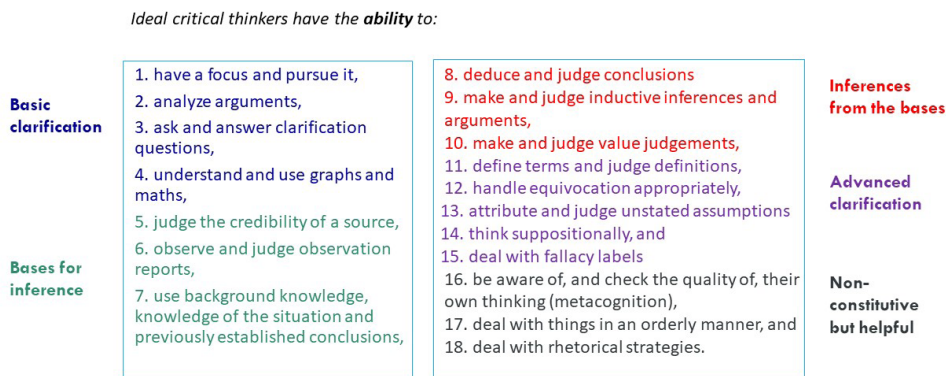 Ideal critical thinkers have the ability to:
Basic
clarification
1. have a focus and pursue it,
2. analyze arguments,
3. ask and answer clarification
questions,
4. understand and use graphs and
maths,
Bases for
inference
5. judge the credibility of a source,
6. observe and judge observation
reports,
7. use background knowledge,
knowledge of the situation and
previously established conclusions,
8. deduce and judge conclusions
9. make and judge inductive inferences and
arguments,
10. make and judge value judgements,
Inferences
from the bases
11. define terms and judge definitions,
12. handle equivocation appropriately,
13. attribute and judge unstated assumptions
14. think suppositionally, and
15. deal with fallacy labels
Advanced
clarification
16. be aware of, and check the quality of, their
own thinking (metacognition),
17. deal with things in an orderly manner, and
18. deal with rhetorical strategies.
Non-
constitutive
but helpful